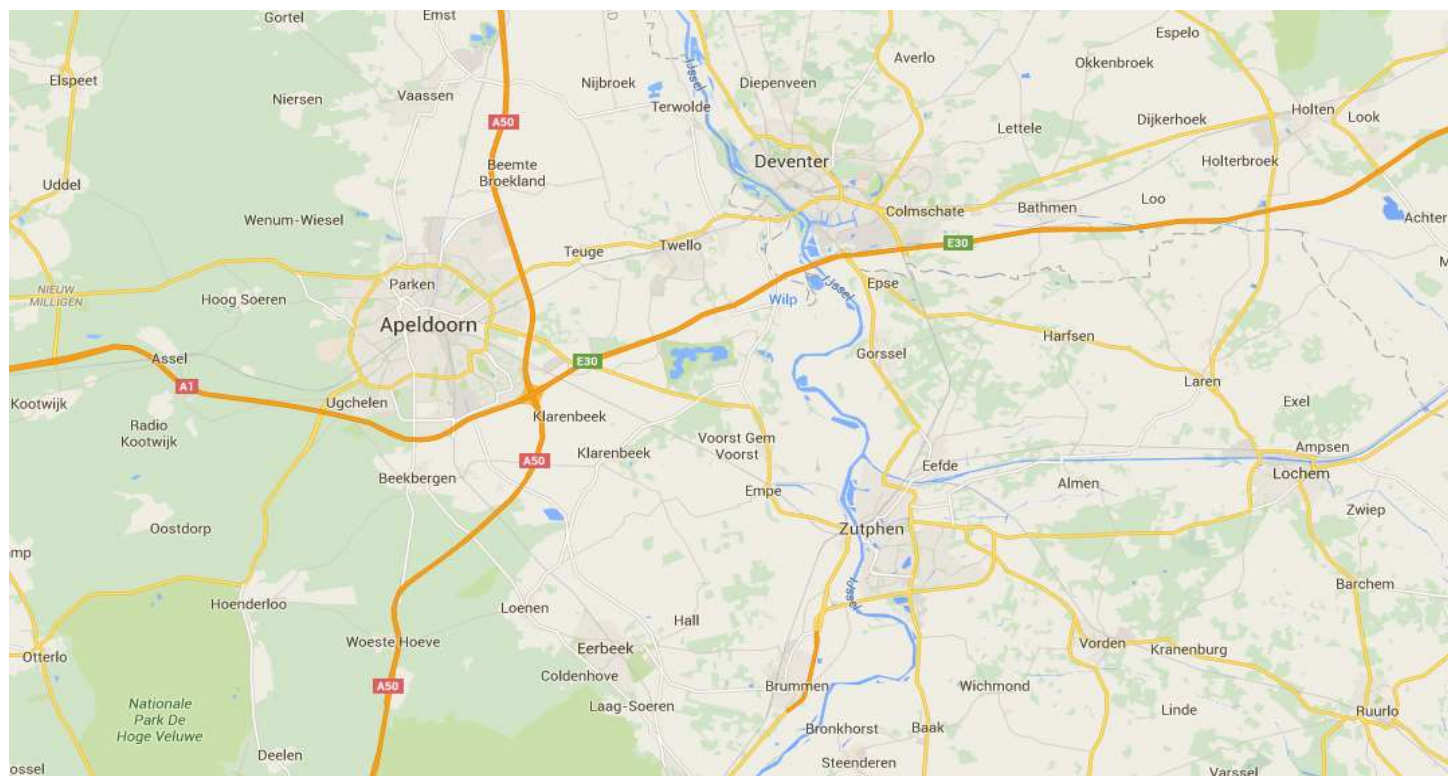 Gortel
Emst
Espelo
Elspeet
Nijbroek
IJssel
Diepenveen
Averlo
Okkenbroek
Niersen
Vaassen
Terwolde
Holten
Look
Dijkerhoek
Lettele
A50
Beemte
Broekland
Deventer
Holterbroek
Uddel
Wenum-Wiesel
Colmschate
Bathmen
Loo
Achter
Teuge
Twello
E30
M
NIEUW
MILLIGEN
Parken
Hoog Soeren
Wilp
IJssel
Epse
Apeldoorn
Harfsen
Assel
E30
Gorssel
A1
Laren
Kootwijk
Ugchelen
Exel
Radio
Kootwijk
Klarenbeek
Voorst Gem
Voorst
Klarenbeek
Ampsen
A50
Eefde
Beekbergen
Lochem
Empe
Almen
Zwiep
Oostdorp
Zutphen
mp
IJssel
Barchem
Hoenderloo
Loenen
Hall
Woeste Hoeve
Eerbeek
Vorden
Kranenburg
Otterlo
Coldenhove
A50
Brummen
Wichmond
Nationale
Park De
Hoge Veluwe
Laag-Soeren
Linde
Ruurlo
Bronkhorst
Baak
Deelen
Steenderen
ossel
Varssel